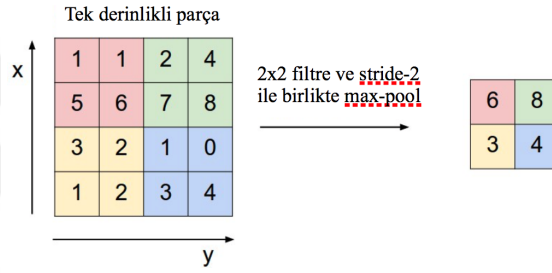 Tek derinlikli parça
x
1 1 2 4
5 6 7 8
3 2 1 0
1 2 3 4
y
2x2 filtre ve stride-2
ile birlikte max-pool
6 8
3 4